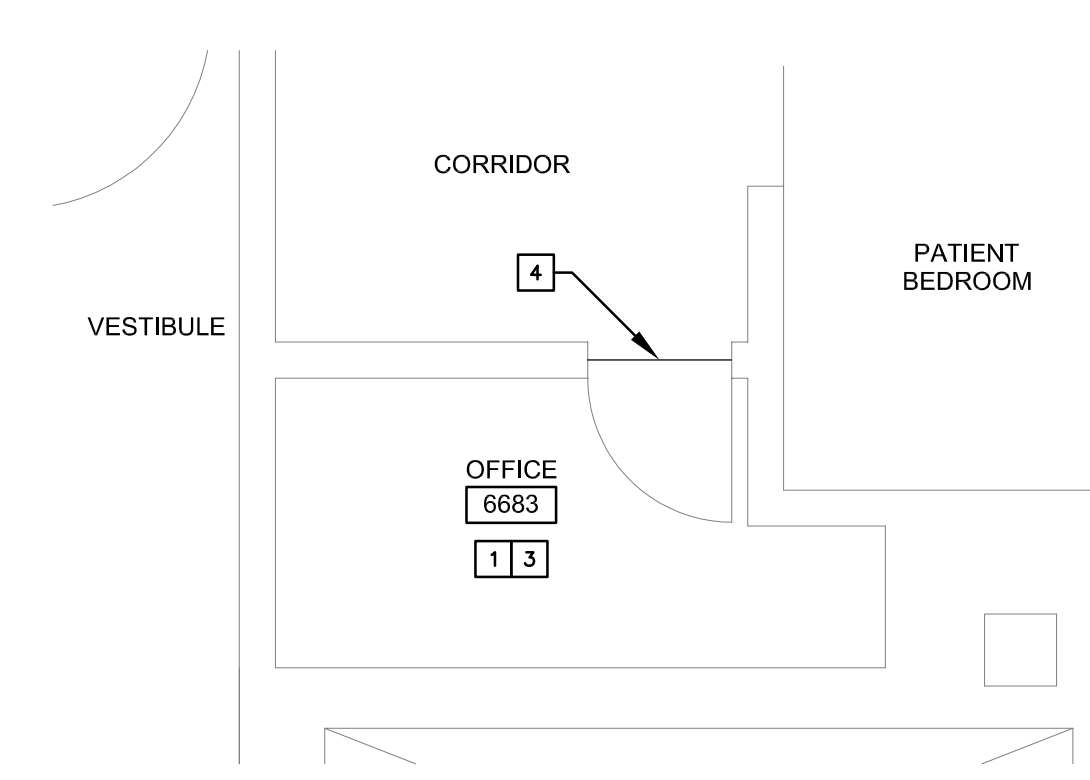 CORRIDOR
PATIENT
BEDROOM
4
VESTIBULE
OFFICE
6683
1 3